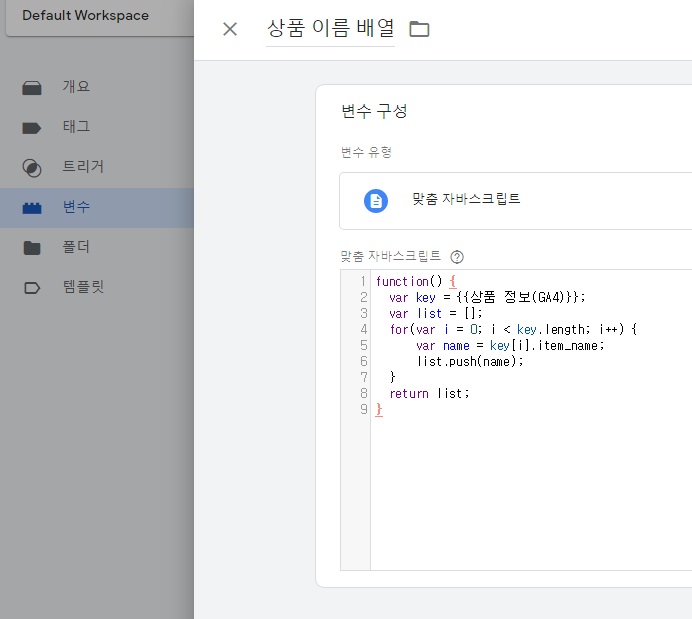 Default Workspace
상품 이름 배열
개요
태그
트리거
변수
폴더
템플릿
변수 구성
변수 유형
맞춤 자바스크립트
맞춤 자바스크립트 ?
1 function() {
2 var key = {{상품 정보(GA4)}};
3 var list = [];
4 for(var i = 0; i < key.length; i++) {
5 var name = key[i].item_name;
6 list.push(name);
7 }
8 return list;
9 }